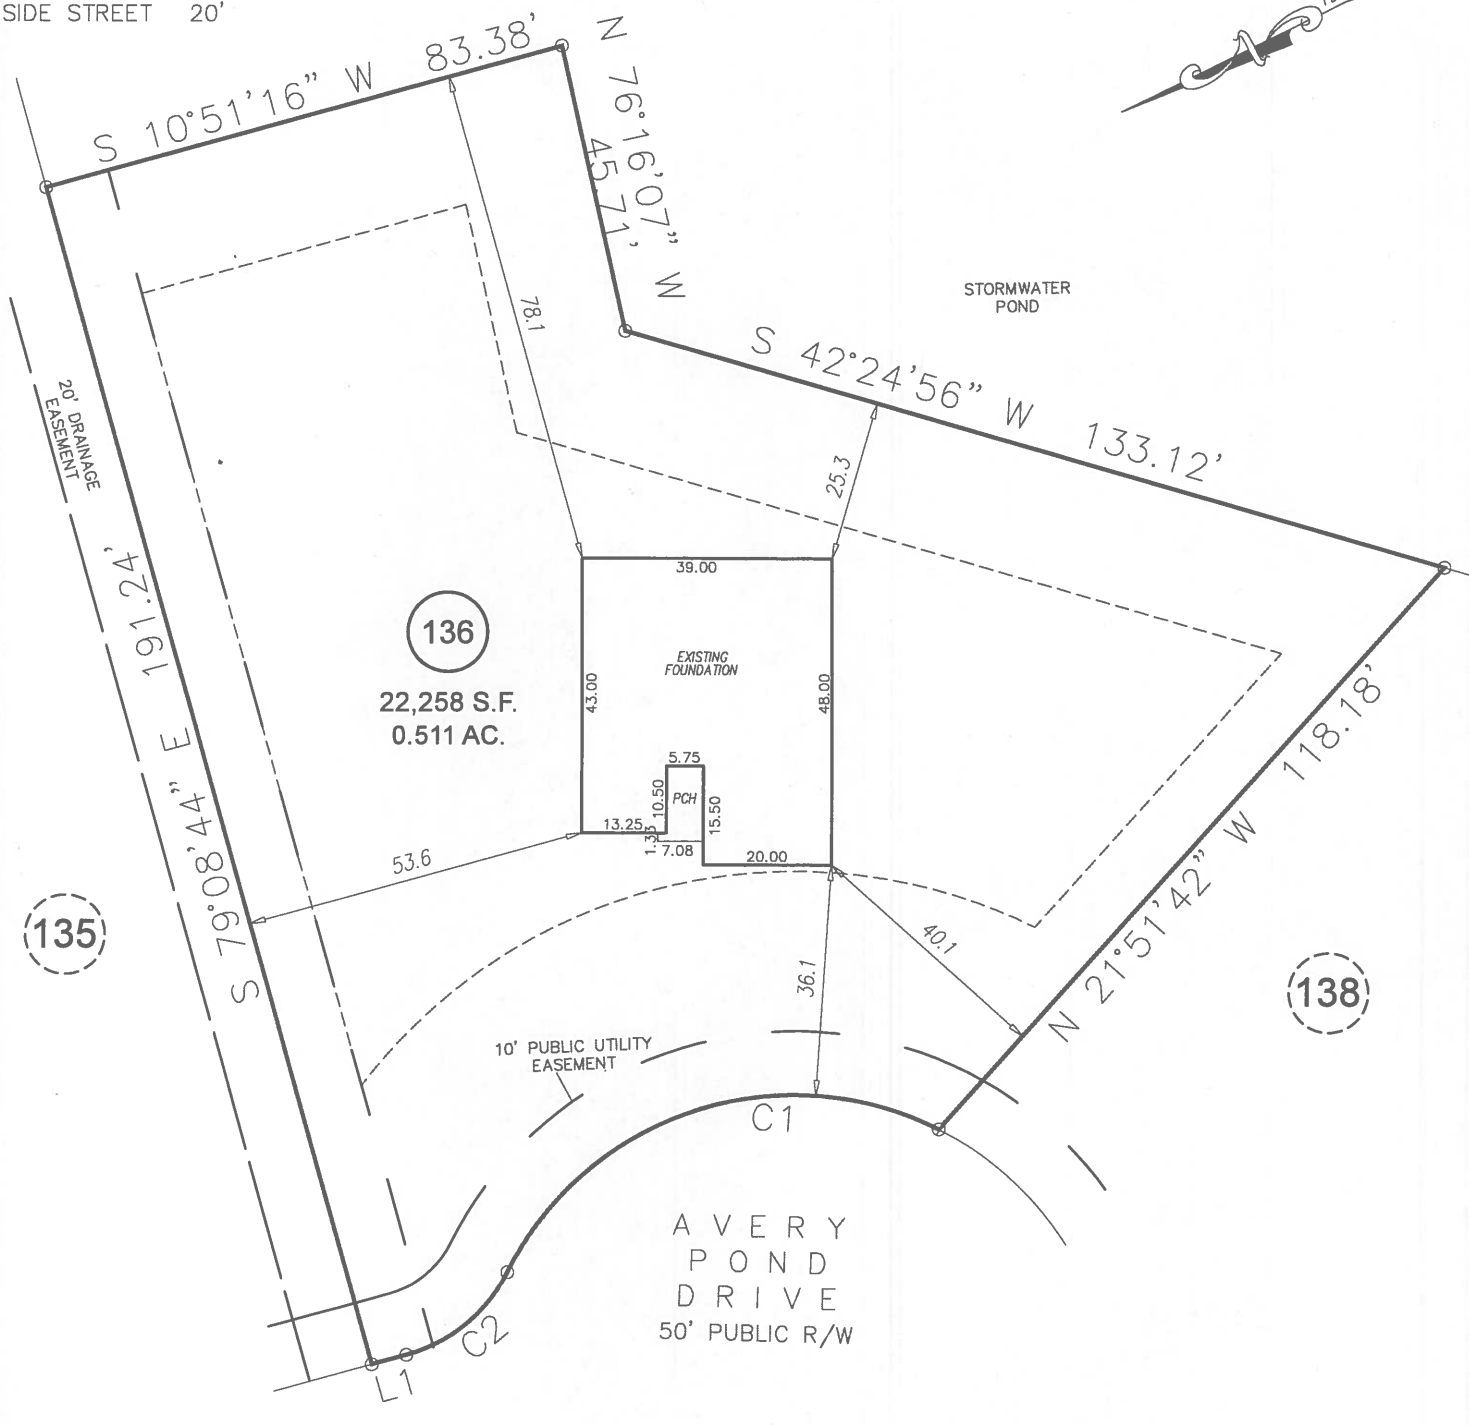 SIDE STREET 20'
S 10°51'16" W 83.38'
N 76°16'07" W
45.71'
STORMWATER
POND
S 42°24'56" W 133.12'
78.1
25.3
20' DRAINAGE
EASEMENT
S 79°08'44" E 191.24'
39.00
136
22,258 S.F.
0.511 AC.
EXISTING
FOUNDATION
43.00
48.00
5.75
10.50
PCH
15.50
13.25
1.33
7.08
20.00
53.6
N 21°51'42" W 118.18'
135
138
40.1
36.1
10' PUBLIC UTILITY
EASEMENT
C1
AVERY
POND
DRIVE
50' PUBLIC R/W
C2
L1